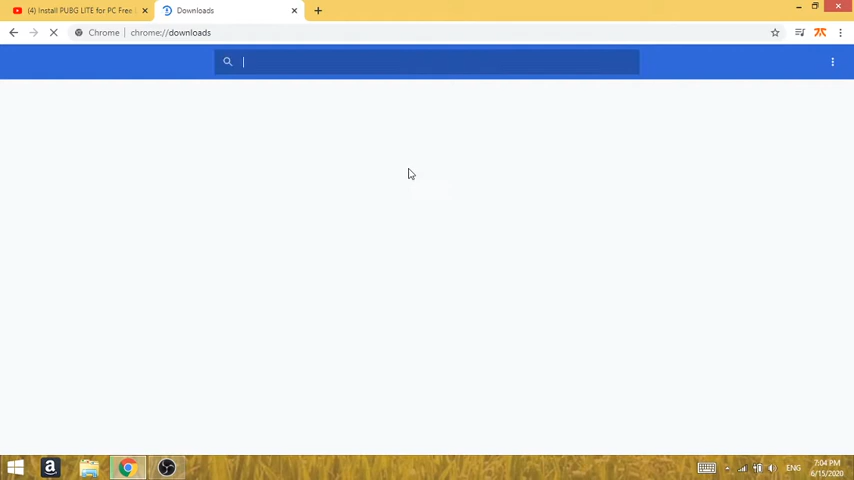 (4) Install PUBG LITE for PC Free
Downloads
Chrome
chrome://downloads
ENG
7:04 PM
6/15/2020